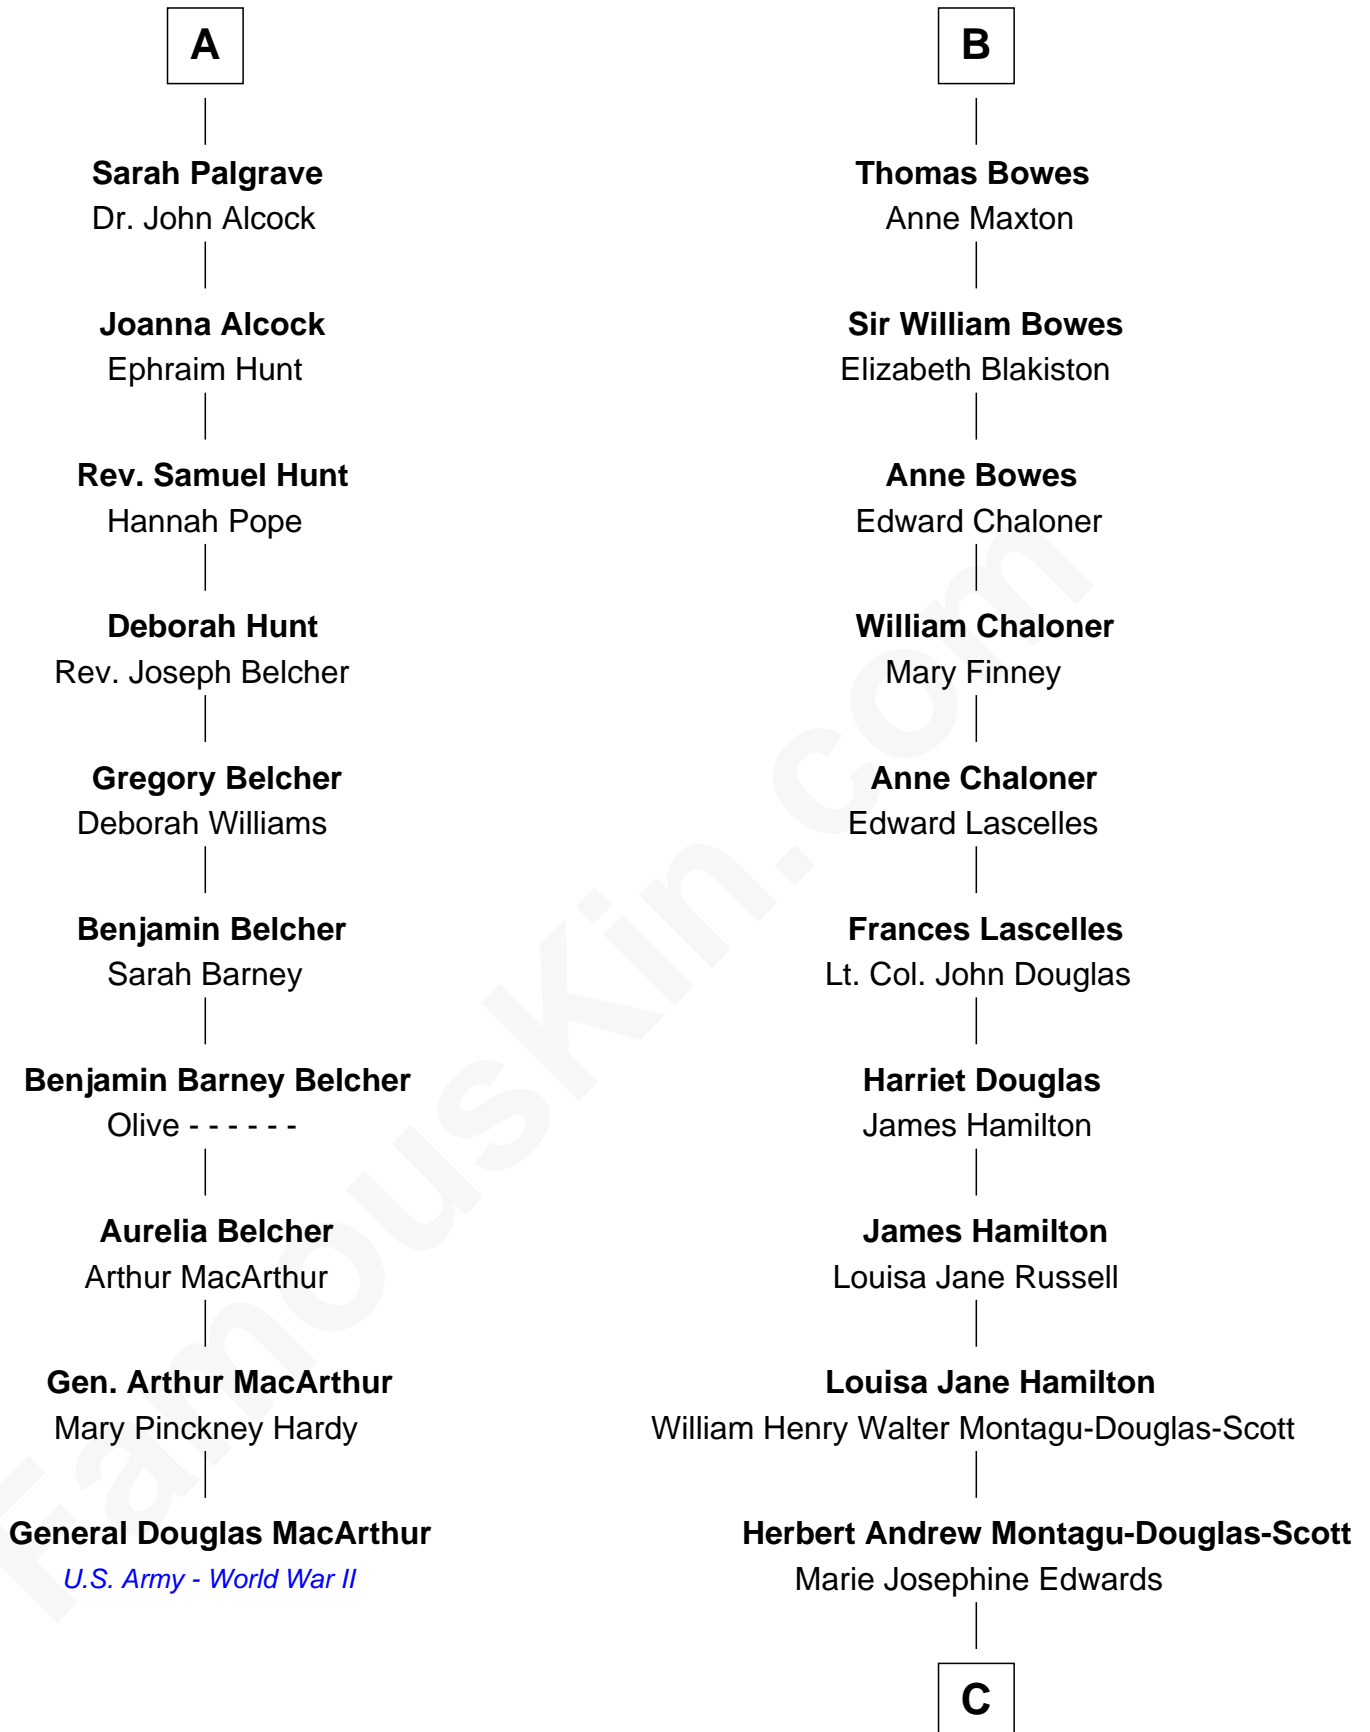 A
Sarah Palgrave
Dr. John Alcock
Joanna Alcock
Ephraim Hunt
Rev. Samuel Hunt
Hannah Pope
Deborah Hunt
Rev. Joseph Belcher
Gregory Belcher
Deborah Williams
Benjamin Belcher
Sarah Barney
Benjamin Barney Belcher
Olive - - - - - -
Aurelia Belcher
Arthur MacArthur
Gen. Arthur MacArthur
Mary Pinckney Hardy
General Douglas MacArthur
U.S. Army - World War II
B
Thomas Bowes
Anne Maxton
Sir William Bowes
Elizabeth Blakiston
Anne Bowes
Edward Chaloner
William Chaloner
Mary Finney
Anne Chaloner
Edward Lascelles
Frances Lascelles
Lt. Col. John Douglas
Harriet Douglas
James Hamilton
James Hamilton
Louisa Jane Russell
Louisa Jane Hamilton
William Henry Walter Montagu-Douglas-Scott
Herbert Andrew Montagu-Douglas-Scott
Marie Josephine Edwards
C
FamousKin.com